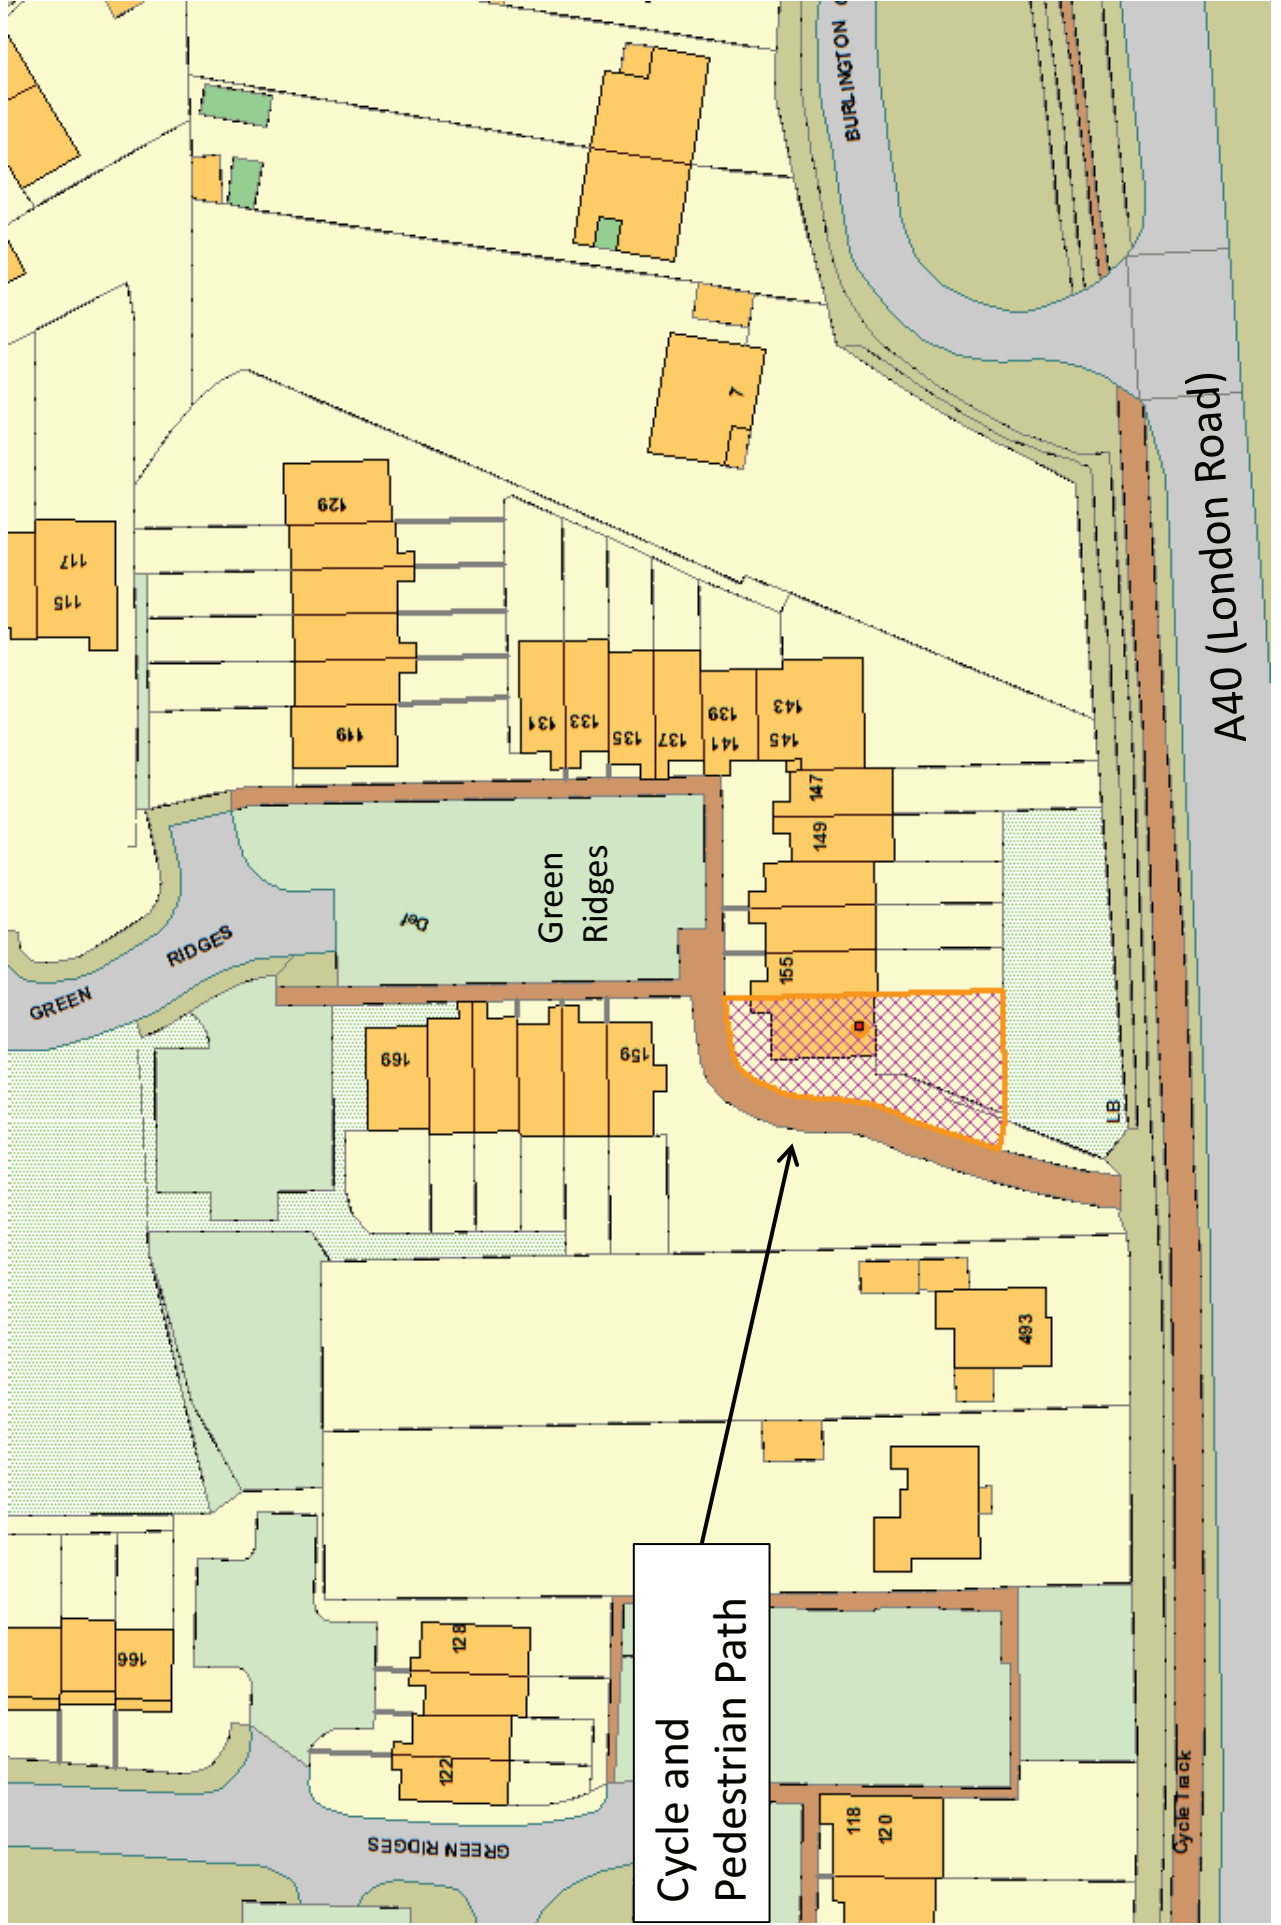 BURLINGTON C
A40 (London Road)
7
129
117
115
119
131
133
135
137
139
141
143
145
147
149
155
GREEN
RIDGES
Def
Green
Ridges
169
159
LB
493
166
128
122
GREEN RIDGES
Cycle and
Pedestrian Path
118
120
Cycle Track